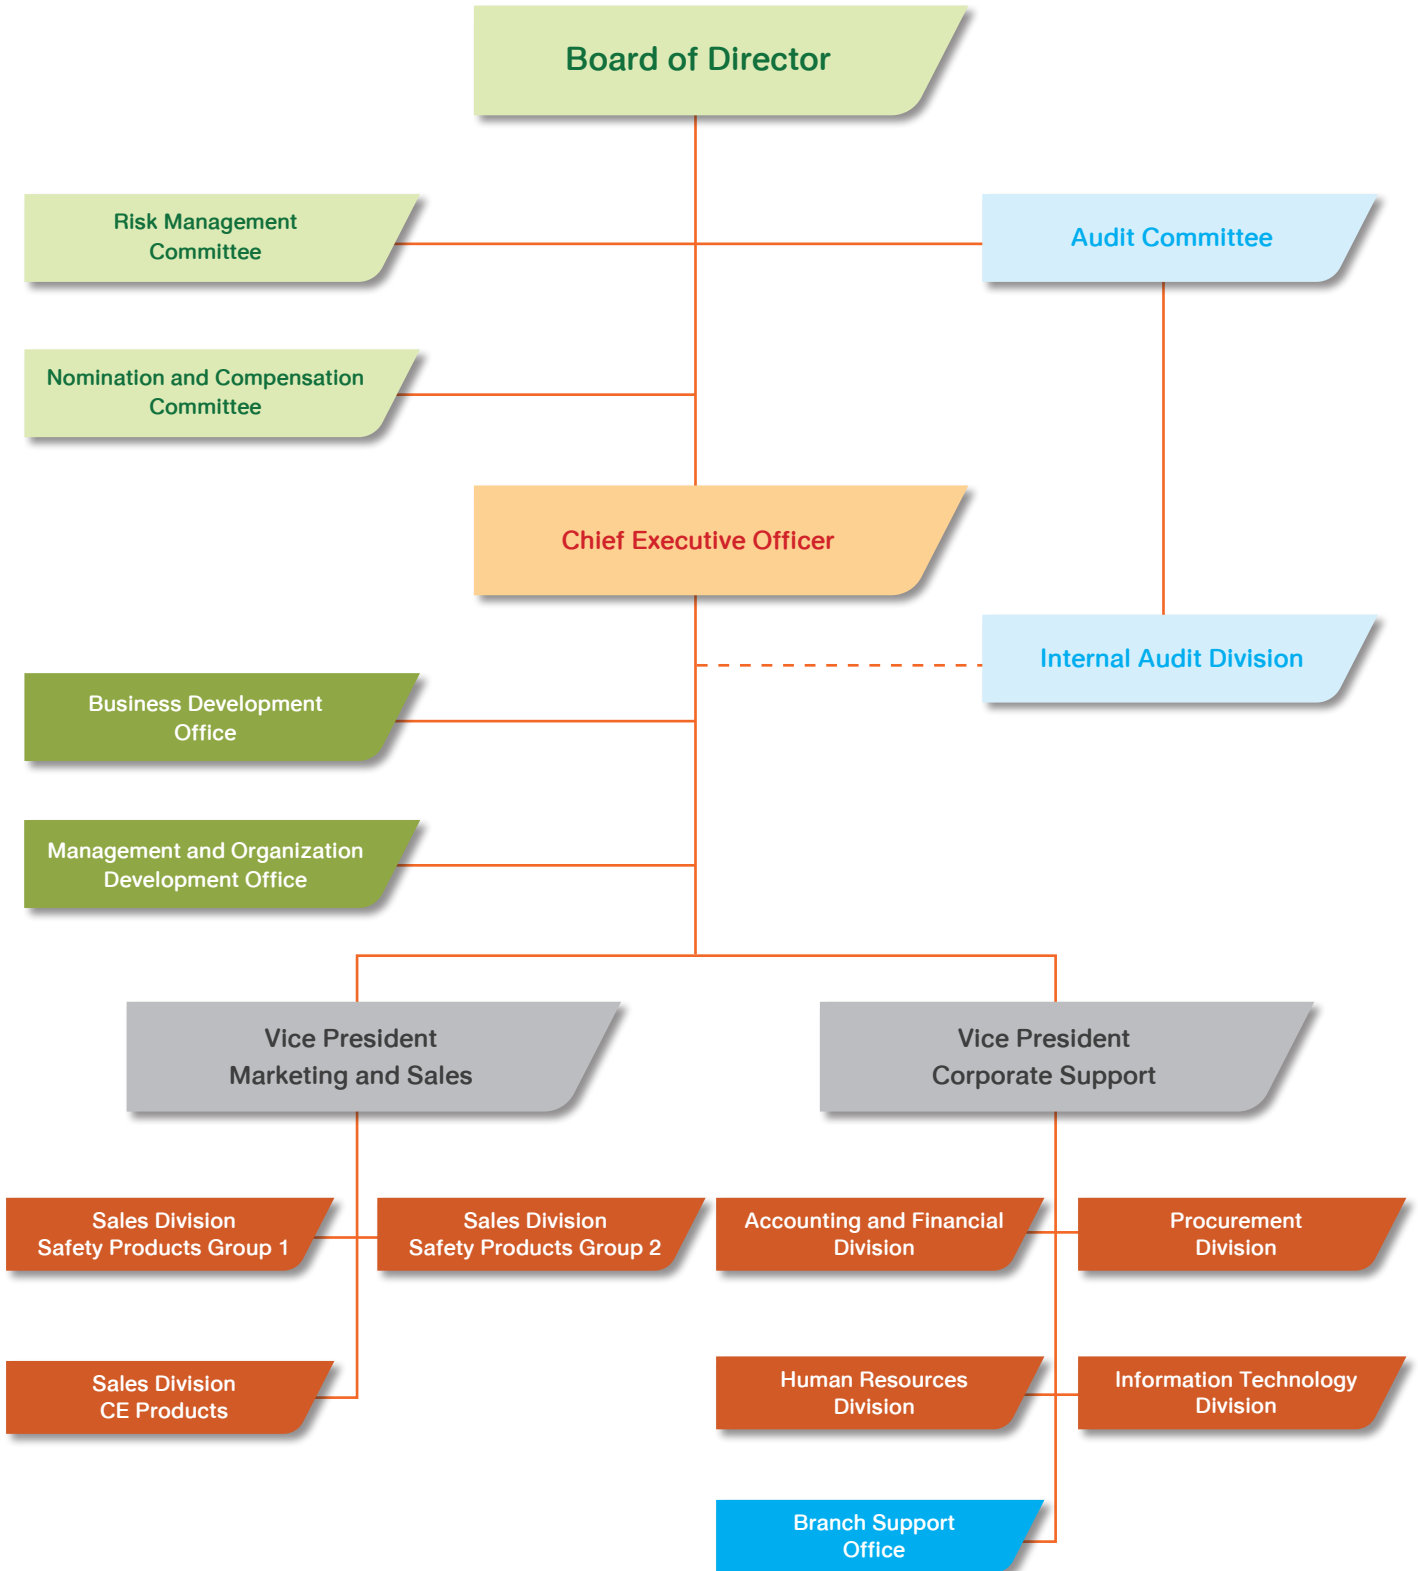 Board of Director
Risk Management
Committee
Audit Committee
Nomination and Compensation
Committee
Chief Executive Officer
Internal Audit Division
Business Development
Office
Management and Organization
Development Office
Vice President
Marketing and Sales
Vice President
Corporate Support
Sales Division
Safety Products Group 1
Sales Division
Safety Products Group 2
Accounting and Financial
Division
Procurement
Division
Sales Division
CE Products
Human Resources
Division
Information Technology
Division
Branch Support
Office